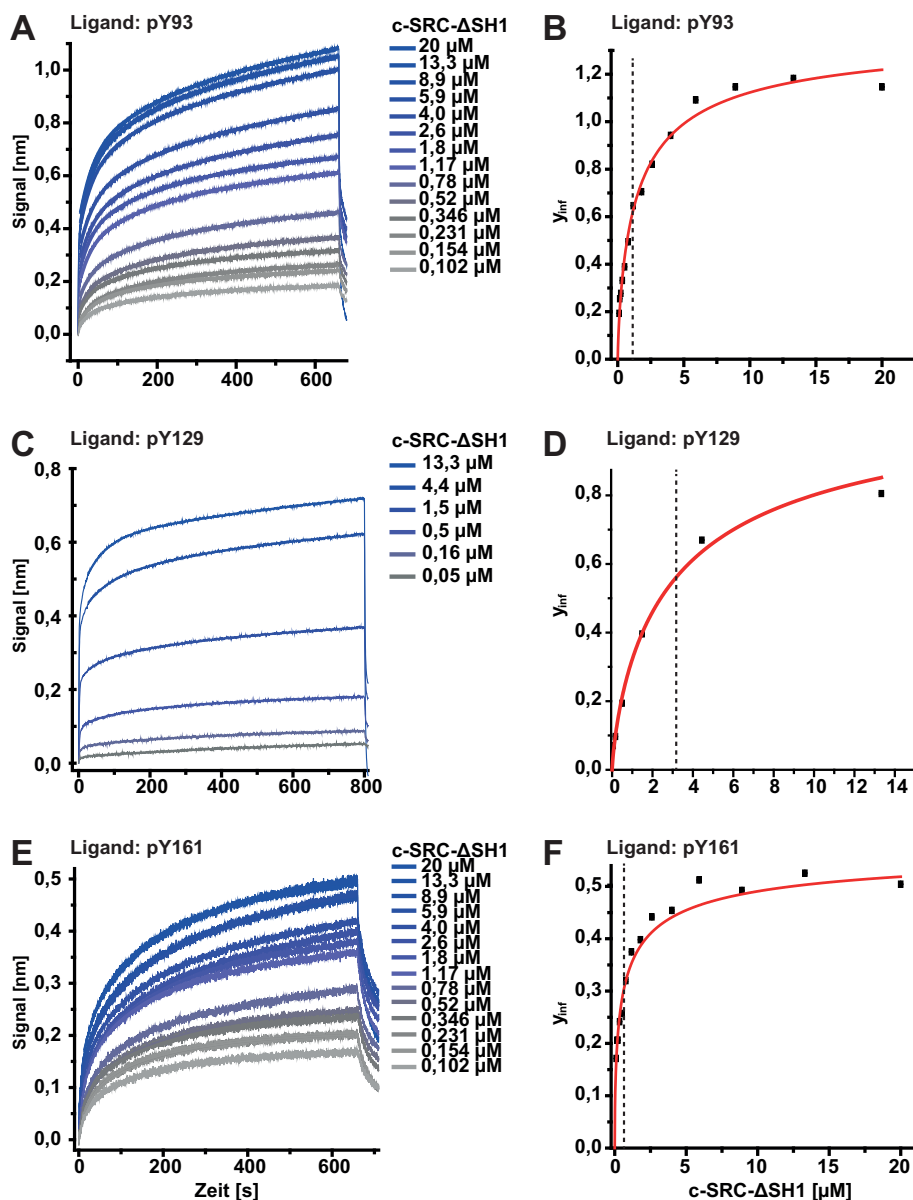 A
Ligand: pY93
c-SRC-ΔSH1
20 µM
13,3 µM
8,9 µM
5,9 µM
4,0 µM
2,6 µM
1,8 µM
1,17 µM
0,78 µM
0,52 µM
0,346 µM
0,231 µM
0,154 µM
0,102 µM
Signal [nm]
1,0
0,8
0,6
0,4
0,2
0,0
0 200 400 600
B
Ligand: pY93
y_inf
1,2
1,0
0,8
0,6
0,4
0,2
0,0
0 5 10 15 20
C
Ligand: pY129
c-SRC-ΔSH1
13,3 µM
4,4 µM
1,5 µM
0,5 µM
0,16 µM
0,05 µM
Signal [nm]
0,8
0,6
0,4
0,2
0,0
0 200 400 600 800
D
Ligand: pY129
y_inf
0,8
0,6
0,4
0,2
0,0
0 2 4 6 8 10 12 14
E
Ligand: pY161
c-SRC-ΔSH1
20 µM
13,3 µM
8,9 µM
5,9 µM
4,0 µM
2,6 µM
1,8 µM
1,17 µM
0,78 µM
0,52 µM
0,346 µM
0,231 µM
0,154 µM
0,102 µM
Signal [nm]
0,5
0,4
0,3
0,2
0,1
0,0
0 200 400 600
Zeit [s]
F
Ligand: pY161
y_inf
0,5
0,4
0,3
0,2
0,1
0,0
0 5 10 15 20
c-SRC-ΔSH1 [µM]